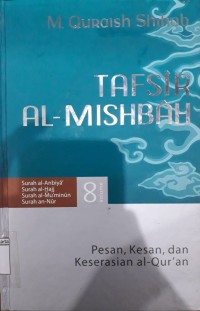 M. Quraish Shihab
TAFSIR
AL-MISHBĀH
Surah al-Anbiyâ'
Surah al-Hajj
Surah al-Mu'minûn
Surah an-Nûr
8
Pesan, Kesan, dan
Keserasian al-Qur'an